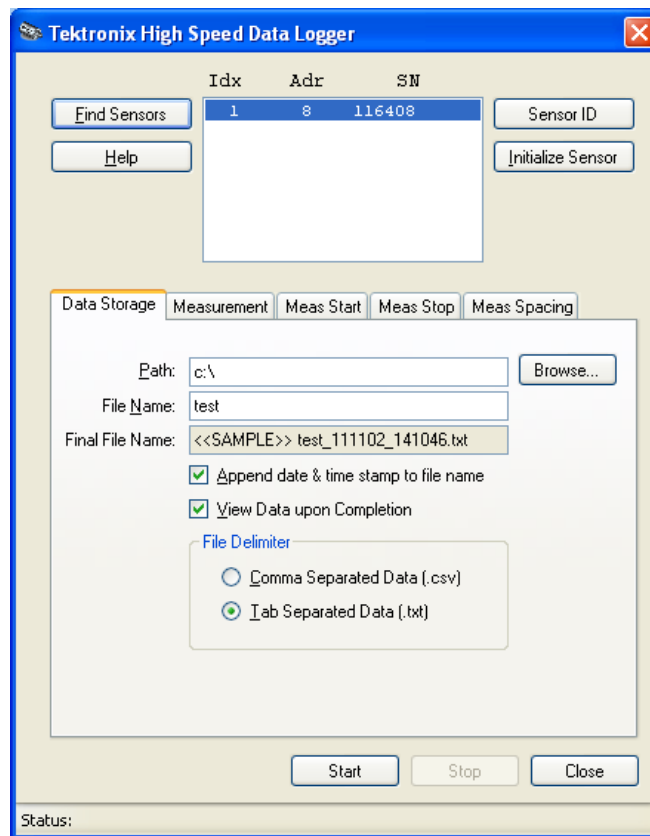 Tektronix High Speed Data Logger
Idx Adr SN
Find Sensors 1 8 116408 Sensor ID
Help Initialize Sensor
Data Storage Measurement Meas Start Meas Stop Meas Spacing
Path: c:\ Browse...
File Name: test
Final File Name: <<SAMPLE>> test_111102_141046.txt
Append date & time stamp to file name
View Data upon Completion
File Delimiter
Comma Separated Data (.csv)
Tab Separated Data (.txt)
Start Stop Close
Status: